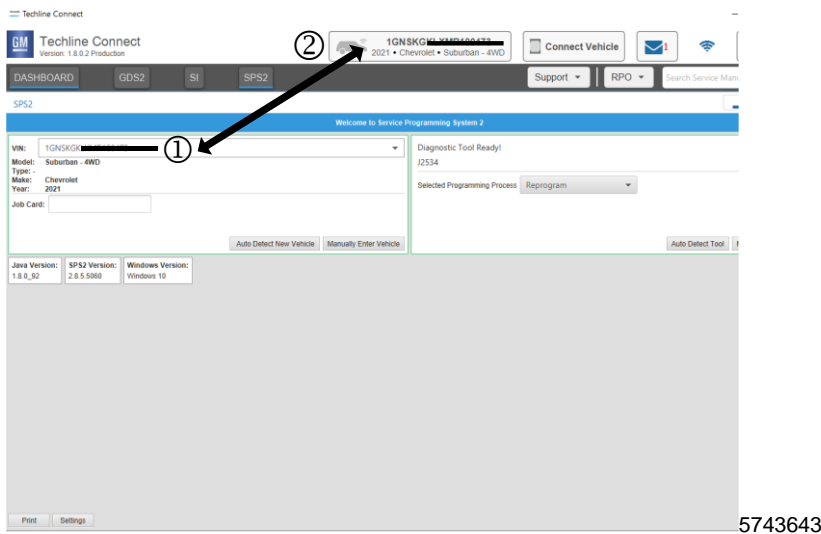 Techline Connect
GM
Techline Connect
Version: 1.8.0.2 Production
②
1GNSKGKLXMR100473
2021 • Chevrolet • Suburban - 4WD
Connect Vehicle
1
DASHBOARD
GDS2
SI
SPS2
Support
RPO
Search Service Man
SPS2
Welcome to Service Programming System 2
VIN:
1GNSKGK
①
Model:
Suburban - 4WD
Type: -
Make:
Chevrolet
Year:
2021
Job Card:
Auto Detect New Vehicle
Manually Enter Vehicle
Diagnostic Tool Ready!
J2534
Selected Programming Process
Reprogram
Auto Detect Tool
Java Version:
1.8.0_92
SPS2 Version:
2.8.5.5060
Windows Version:
Windows 10
Print
Settings
5743643